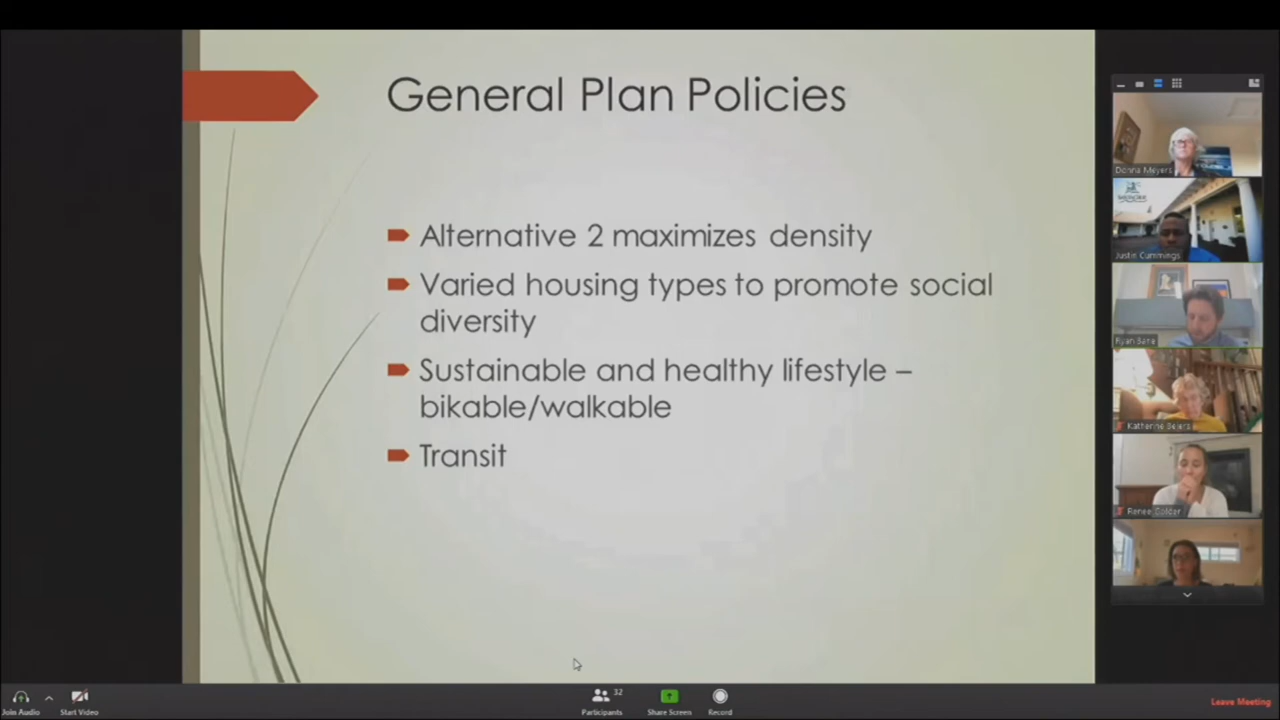 General Plan Policies
Alternative 2 maximizes density
Varied housing types to promote social
diversity
Sustainable and healthy lifestyle –
bikable/walkable
Transit
Donna Meyers
Justin Cummings
Ryan Bane
Katherine Beiers
Renee Golder
Join Audio
Start Video
32
Participants
Share Screen
Record
Leave Meeting